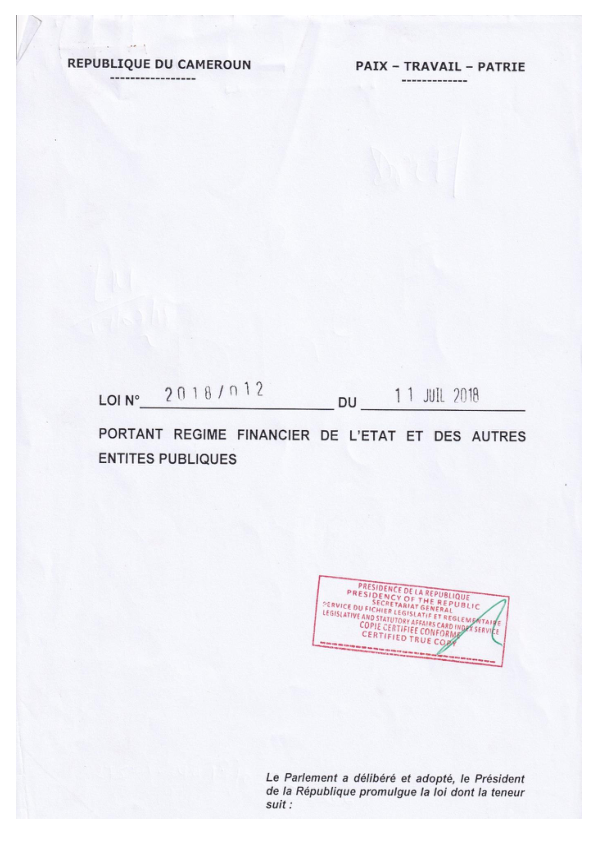 REPUBLIQUE DU CAMEROUN
-----------------
PAIX – TRAVAIL – PATRIE
-------------
LOI N° 2018/012 DU 11 JUIL 2018
PORTANT REGIME FINANCIER DE L'ETAT ET DES AUTRES
ENTITES PUBLIQUES
PRESIDENCE DE LA REPUBLIQUE
PRESIDENCY OF THE REPUBLIC
SECRETARIAT GENERAL
SERVICE DU FICHIER LEGISLATIF ET REGLEMENTAIRE
LEGISLATIVE AND STATUTORY AFFAIRS CARD INDEX SERVICE
COPIE CERTIFIEE CONFORME
CERTIFIED TRUE COPY
Le Parlement a délibéré et adopté, le Président
de la République promulgue la loi dont la teneur
suit :